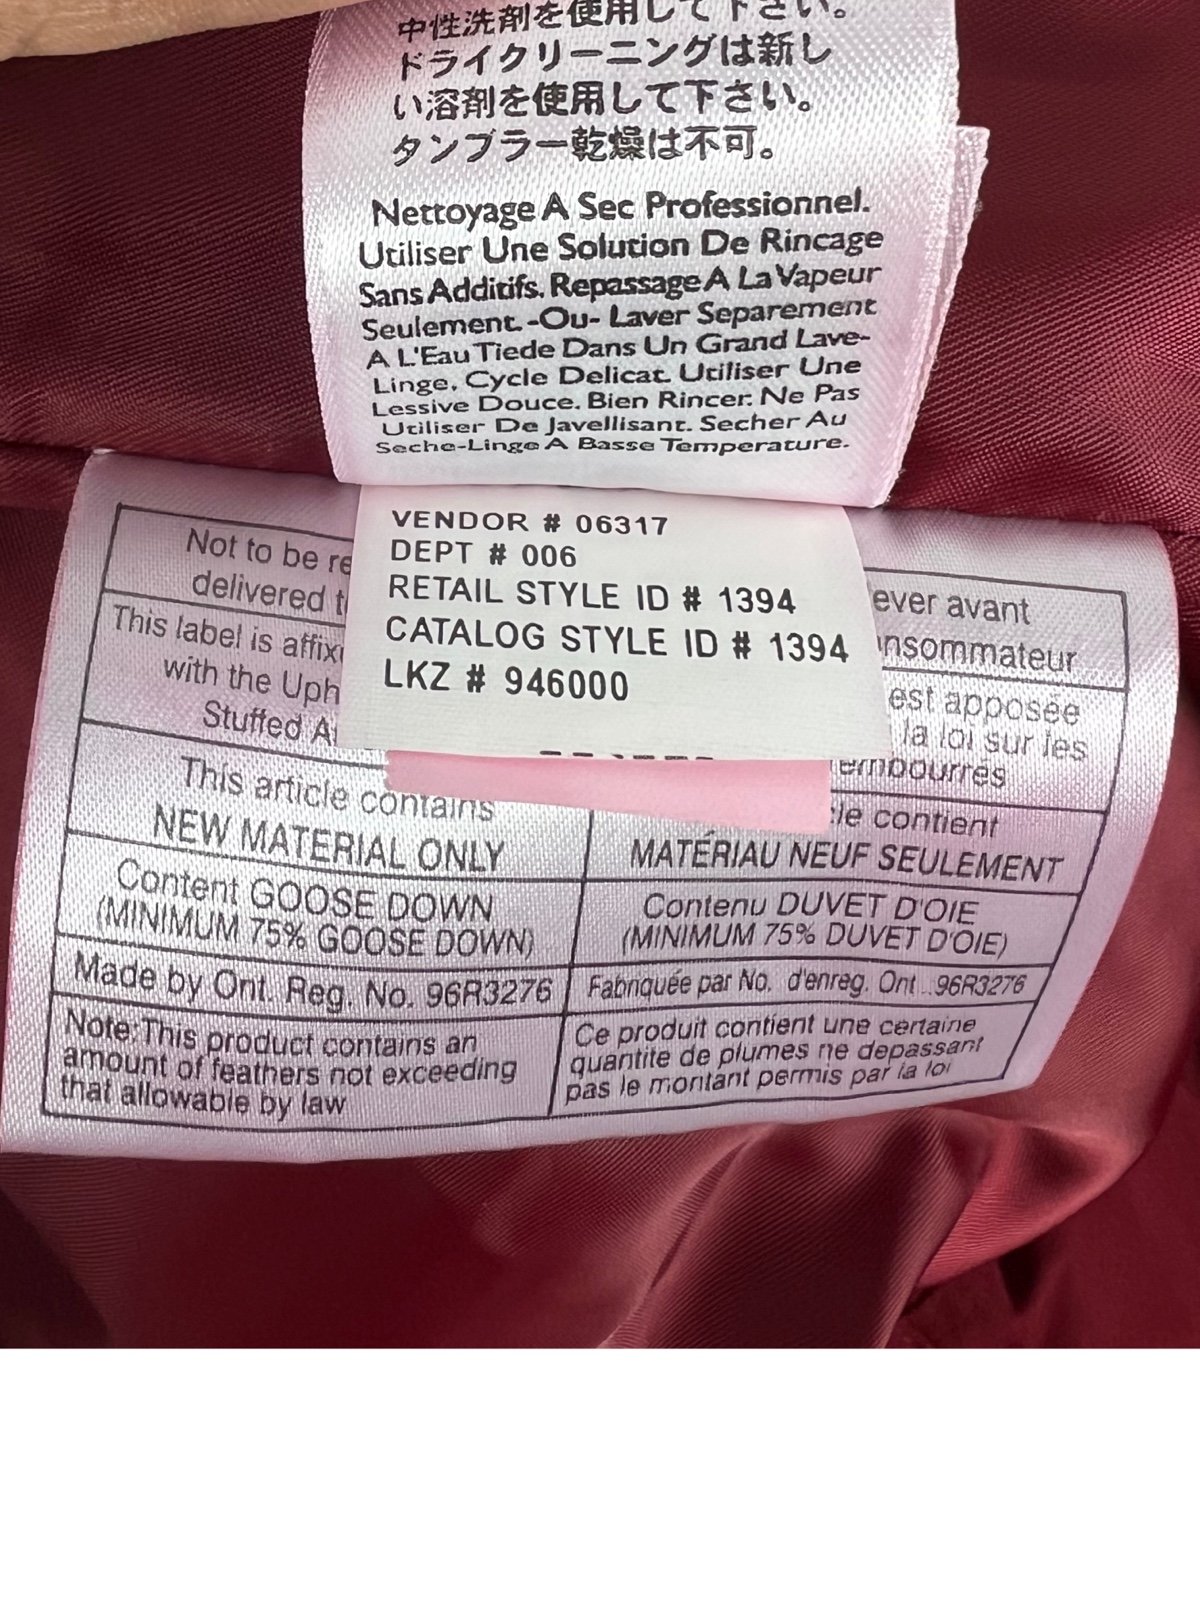 中性洗剤を使用して下さい。
ドライクリーニングは新し
い溶剤を使用して下さい。
タンブラー乾燥は不可。
Nettoyage A Sec Professionnel.
Utiliser Une Solution De Rincage
Sans Additifs. Repassage A La Vapeur
Seulement. -Ou- Laver Separement
A L'Eau Tiede Dans Un Grand Lave-
Linge, Cycle Delicat. Utiliser Une
Lessive Douce. Bien Rincer. Ne Pas
Utiliser De Javellisant. Secher Au
Seche-Linge A Basse Temperature.
VENDOR # 06317
DEPT # 006
RETAIL STYLE ID # 1394
CATALOG STYLE ID # 1394
LKZ # 946000
Not to be re
delivered t
This label is affix
with the Uph
Stuffed A
This article contains
NEW MATERIAL ONLY
Content GOOSE DOWN
(MINIMUM 75% GOOSE DOWN)
Made by Ont. Reg. No. 96R3276
Note:This product contains an
amount of feathers not exceeding
that allowable by law
lever avant
nsommateur
est apposée
la loi sur les
embourrés
le contient
MATÉRIAU NEUF SEULEMENT
Contenu DUVET D'OIE
(MINIMUM 75% DUVET D'OIE)
Fabriquée par No. d'enreg. Ont..96R3276
Ce produit contient une certaine
quantite de plumes ne depassant
pas le montant permis par la loi